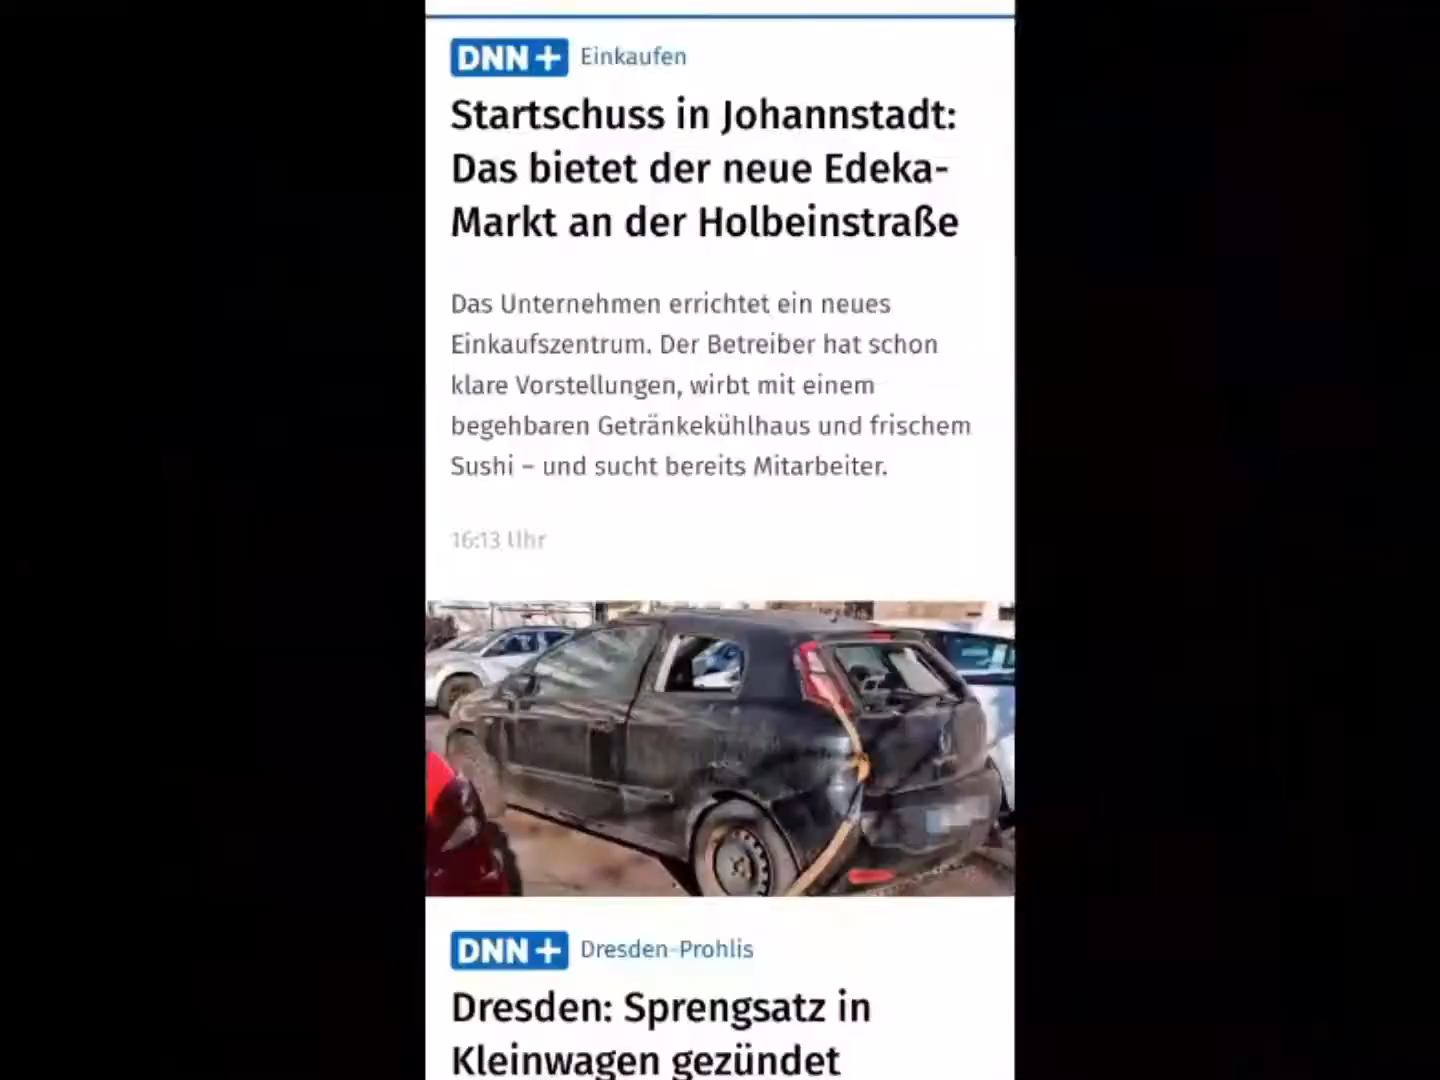 DNN+ Einkaufen
Startschuss in Johannstadt:
Das bietet der neue Edeka-
Markt an der Holbeinstraße
Das Unternehmen errichtet ein neues
Einkaufszentrum. Der Betreiber hat schon
klare Vorstellungen, wirbt mit einem
begehbaren Getränkekühlhaus und frischem
Sushi – und sucht bereits Mitarbeiter.
16:13 Uhr
DNN+ Dresden-Prohlis
Dresden: Sprengsatz in
Kleinwagen gezündet